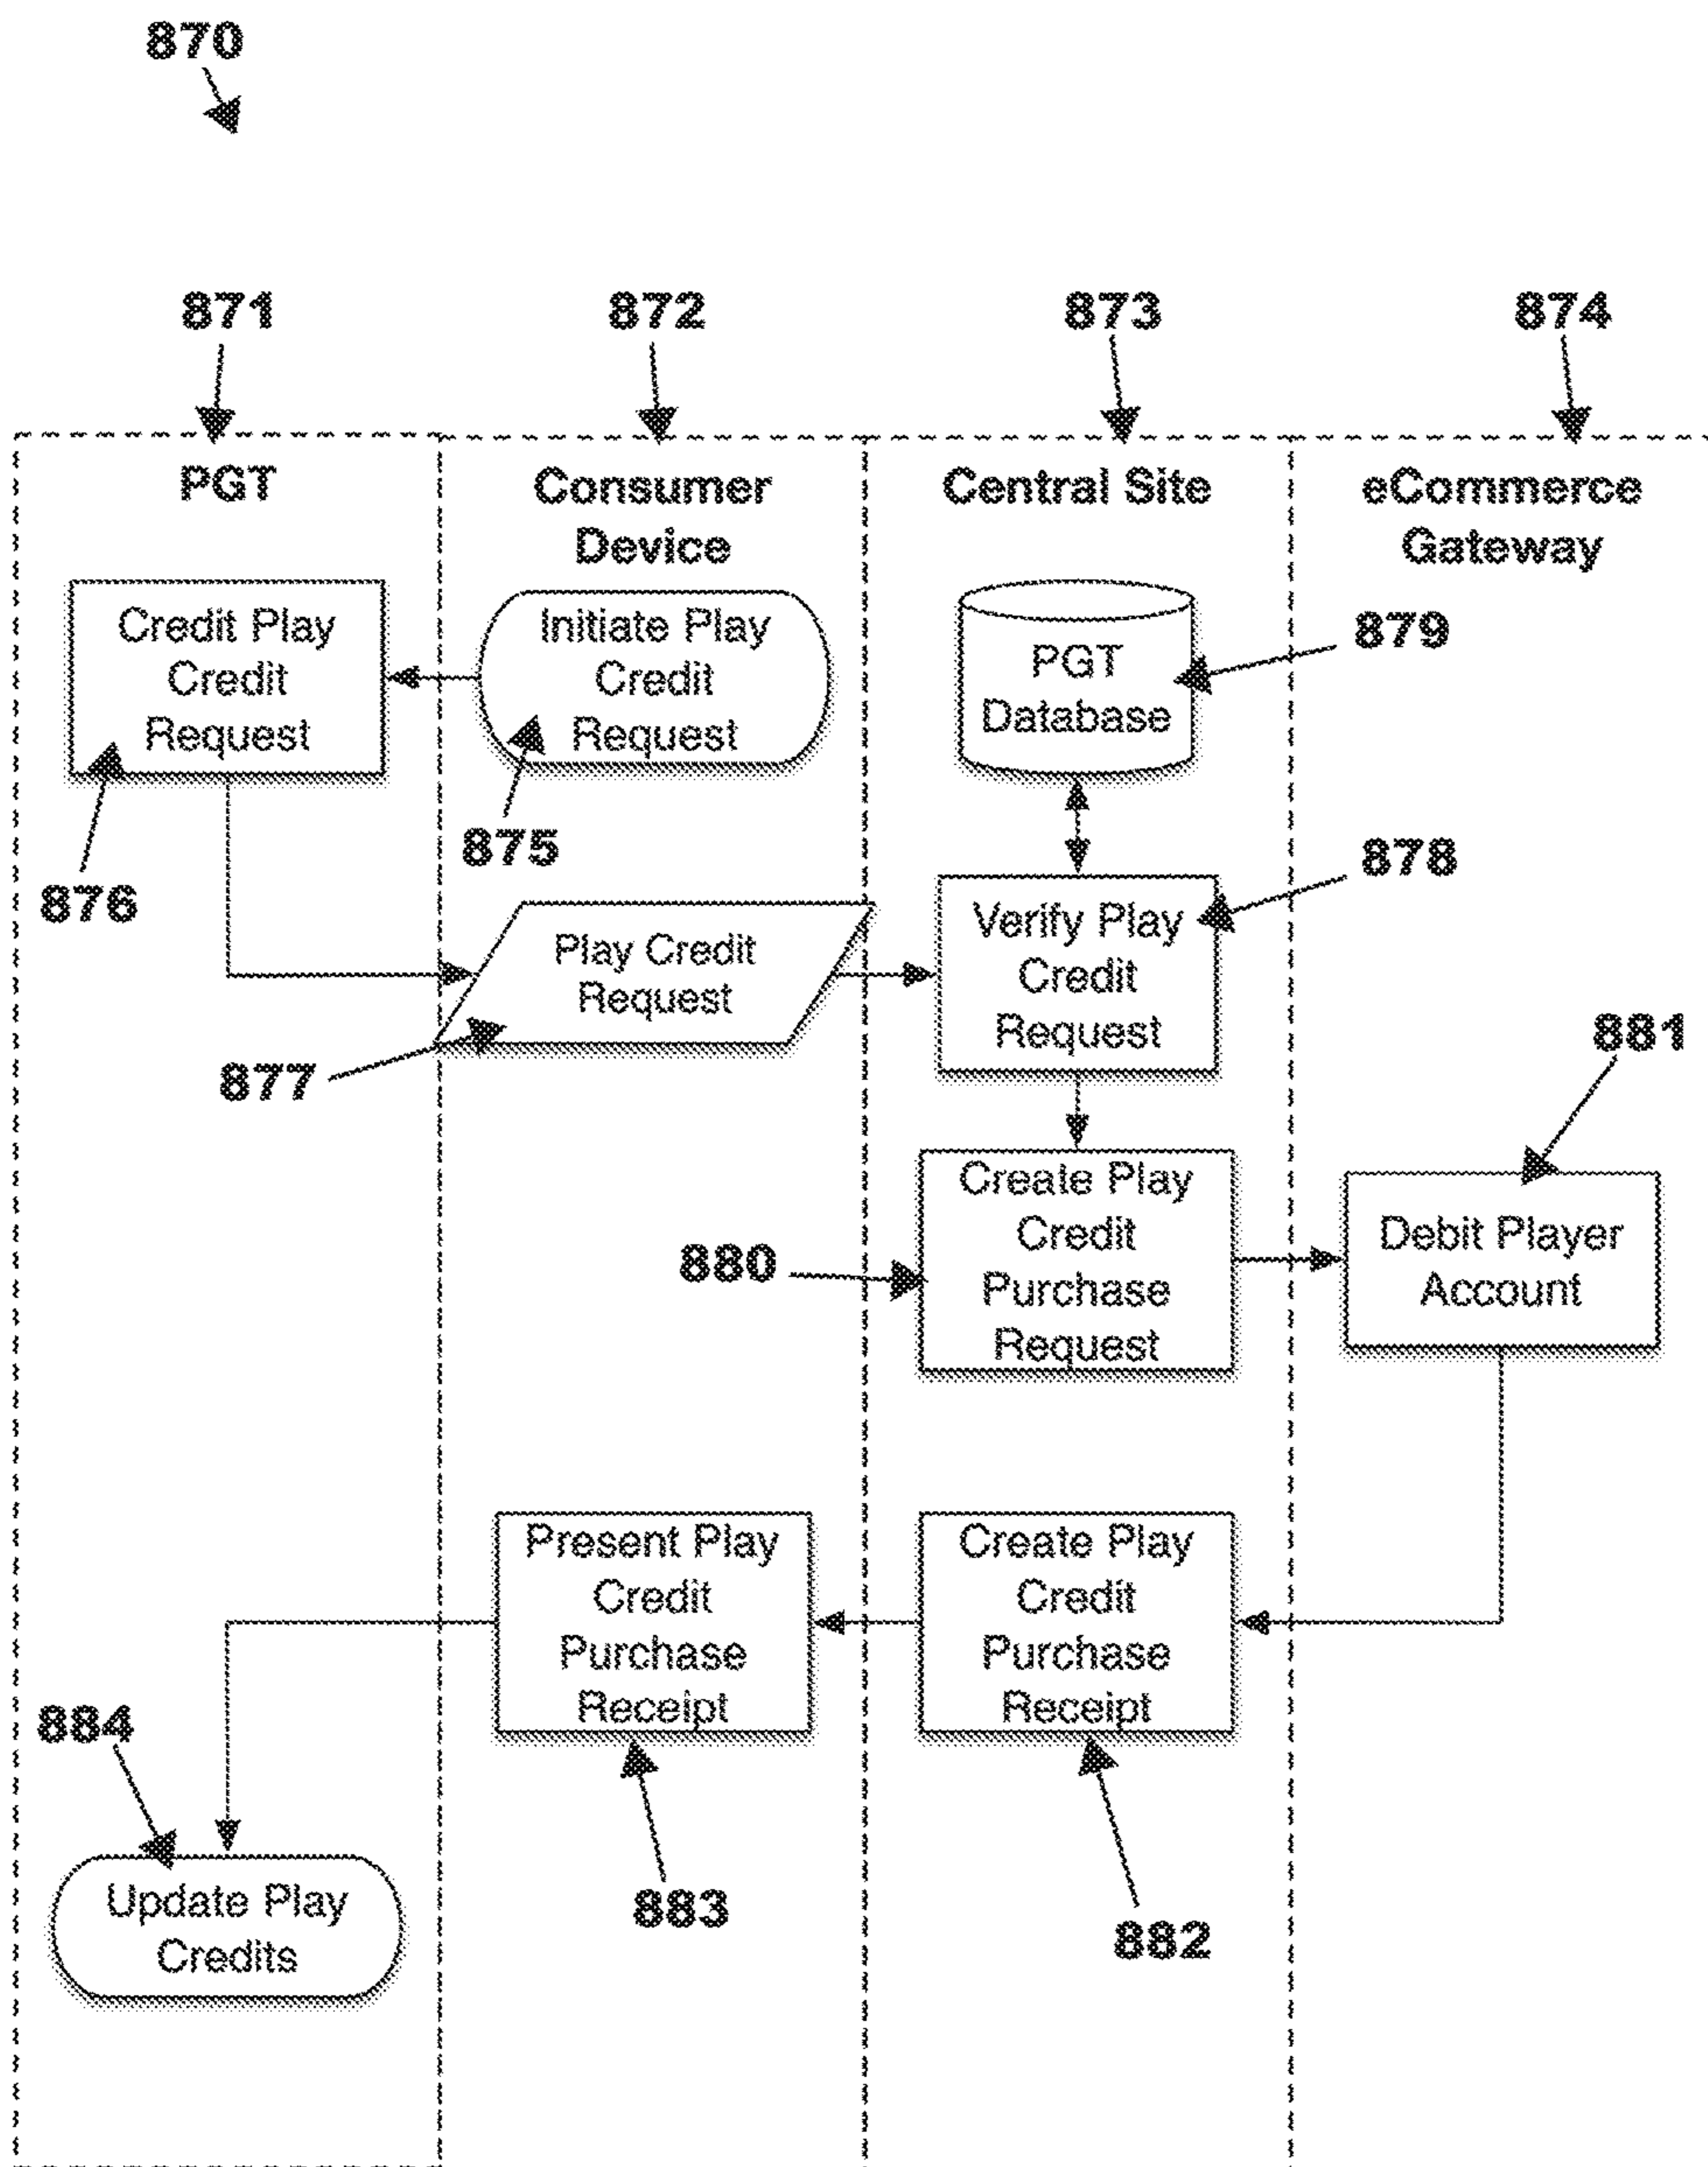 870
871
872
873
874
PGT
Consumer
Device
Central Site
eCommerce
Gateway
Credit Play
Credit
Request
Initiate Play
Credit
Request
PGT
Database
879
876
875
878
Play Credit
Request
877
Verify Play
Credit
Request
881
880
Create Play
Credit
Purchase
Request
Debit Player
Account
Present Play
Credit
Purchase
Receipt
Create Play
Credit
Purchase
Receipt
884
883
882
Update Play
Credits